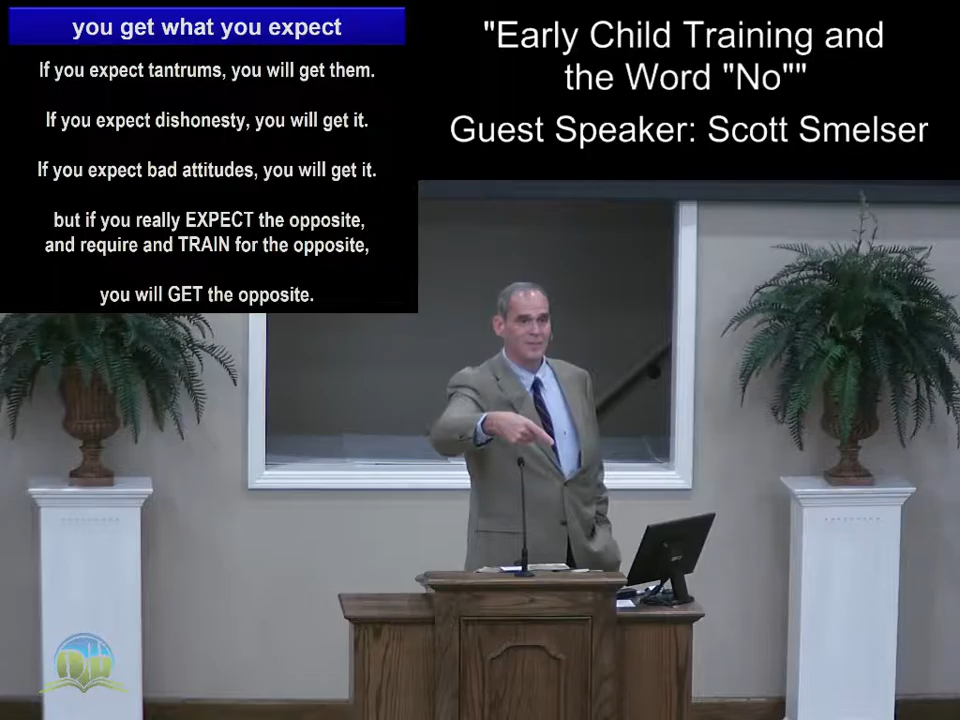 you get what you expect
If you expect tantrums, you will get them.
If you expect dishonesty, you will get it.
If you expect bad attitudes, you will get it.
but if you really EXPECT the opposite,
and require and TRAIN for the opposite,
you will GET the opposite.
"Early Child Training and
the Word "No""
Guest Speaker: Scott Smelser